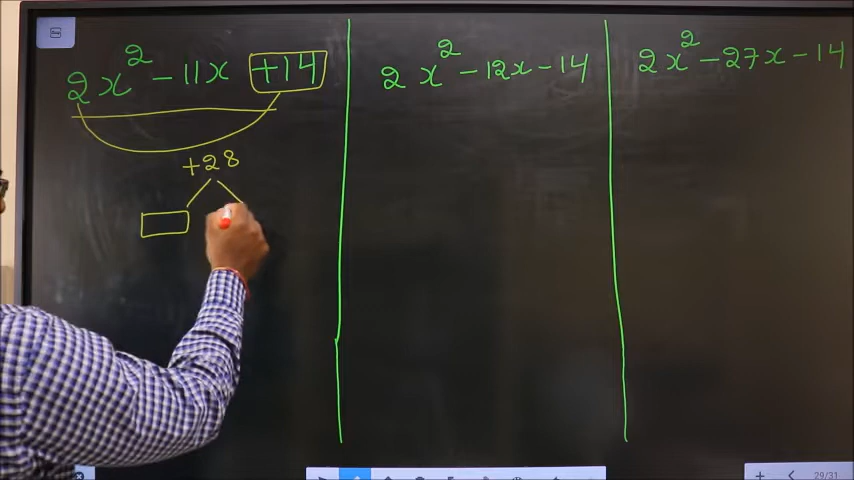 2x² - 11x +14
+28
2x² - 12x - 14
2x² - 27x - 14
29/31